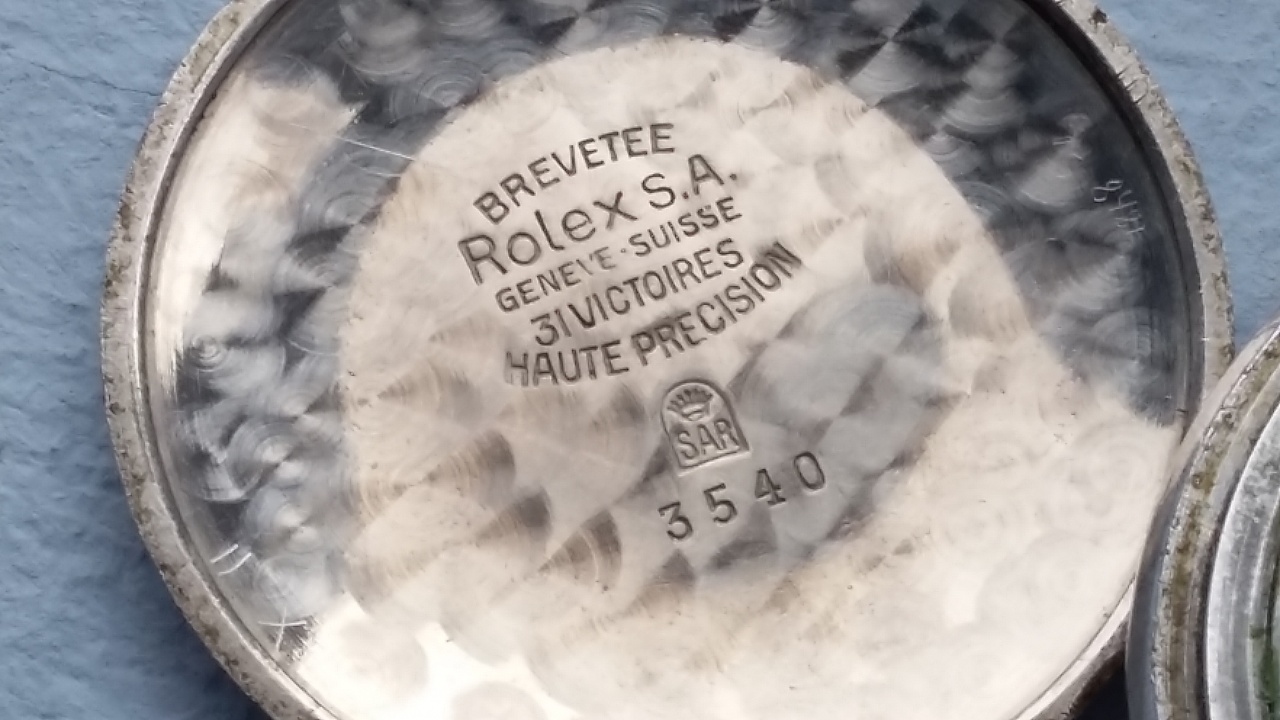 BREVETEE
Rolex S.A.
GENEVE·SUISSE
31 VICTOIRES
HAUTE PRECISION
SAR
3540